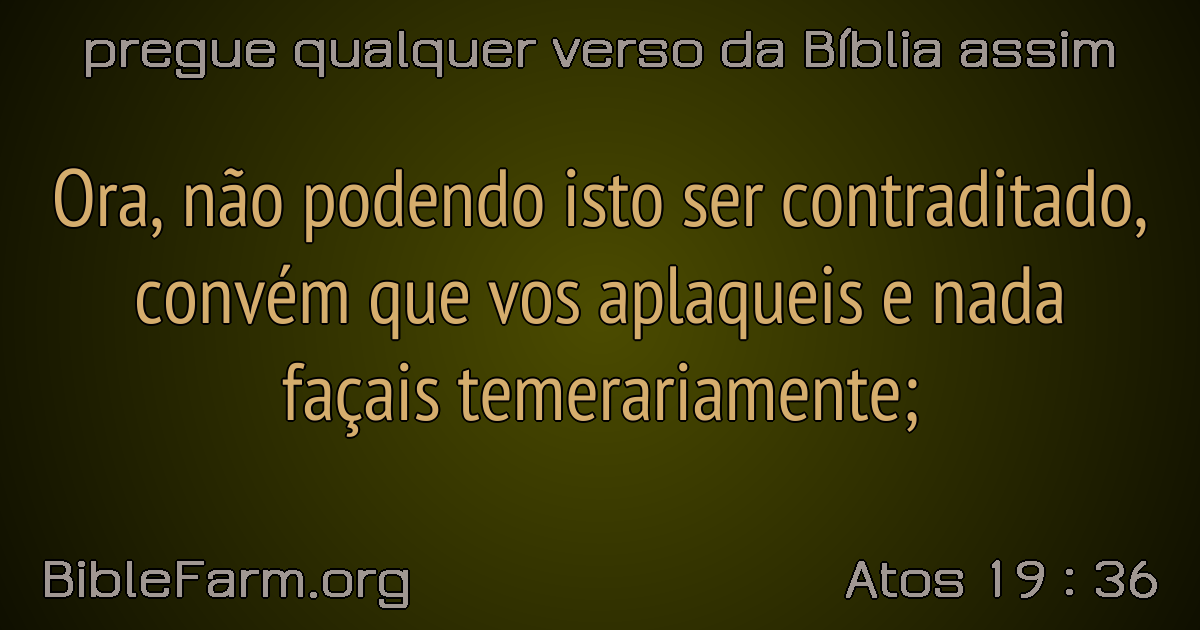 pregue qualquer verso da Bíblia assim
Ora, não podendo isto ser contraditado,
convém que vos aplaqueis e nada
façais temerariamente;
BibleFarm.org
Atos 19 : 36